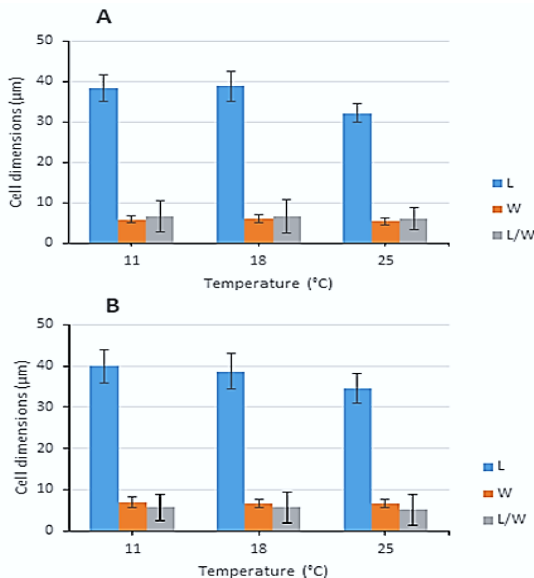 A
50
40
30
20
10
0
Cell dimensions (µm)
11 18 25
Temperature (°C)
L
W
L/W
B
50
40
30
20
10
0
Cell dimensions (µm)
11 18 25
Temperature (°C)
L
W
L/W